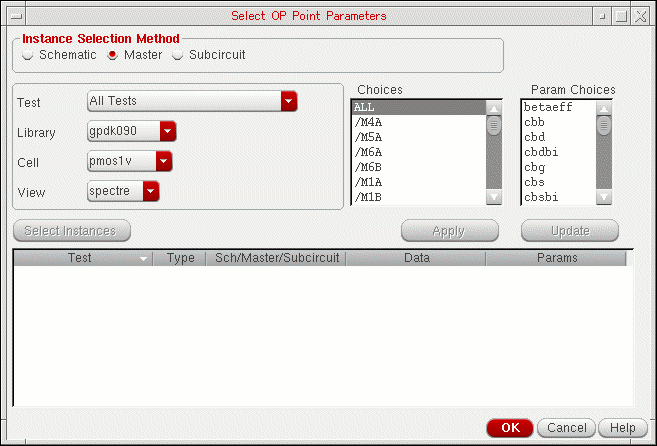 Select OP Point Parameters
Instance Selection Method
Schematic Master Subcircuit
Test All Tests
Library gpdk090
Cell pmos1v
View spectre
Choices
ALL
/M4A
/M5A
/M6A
/M6B
/M1A
/M1B
Param Choices
betaeff
cbb
cbd
cbdbi
cbg
cbs
cbsbi
Select Instances Apply Update
Test Type Sch/Master/Subcircuit Data Params
OK Cancel Help